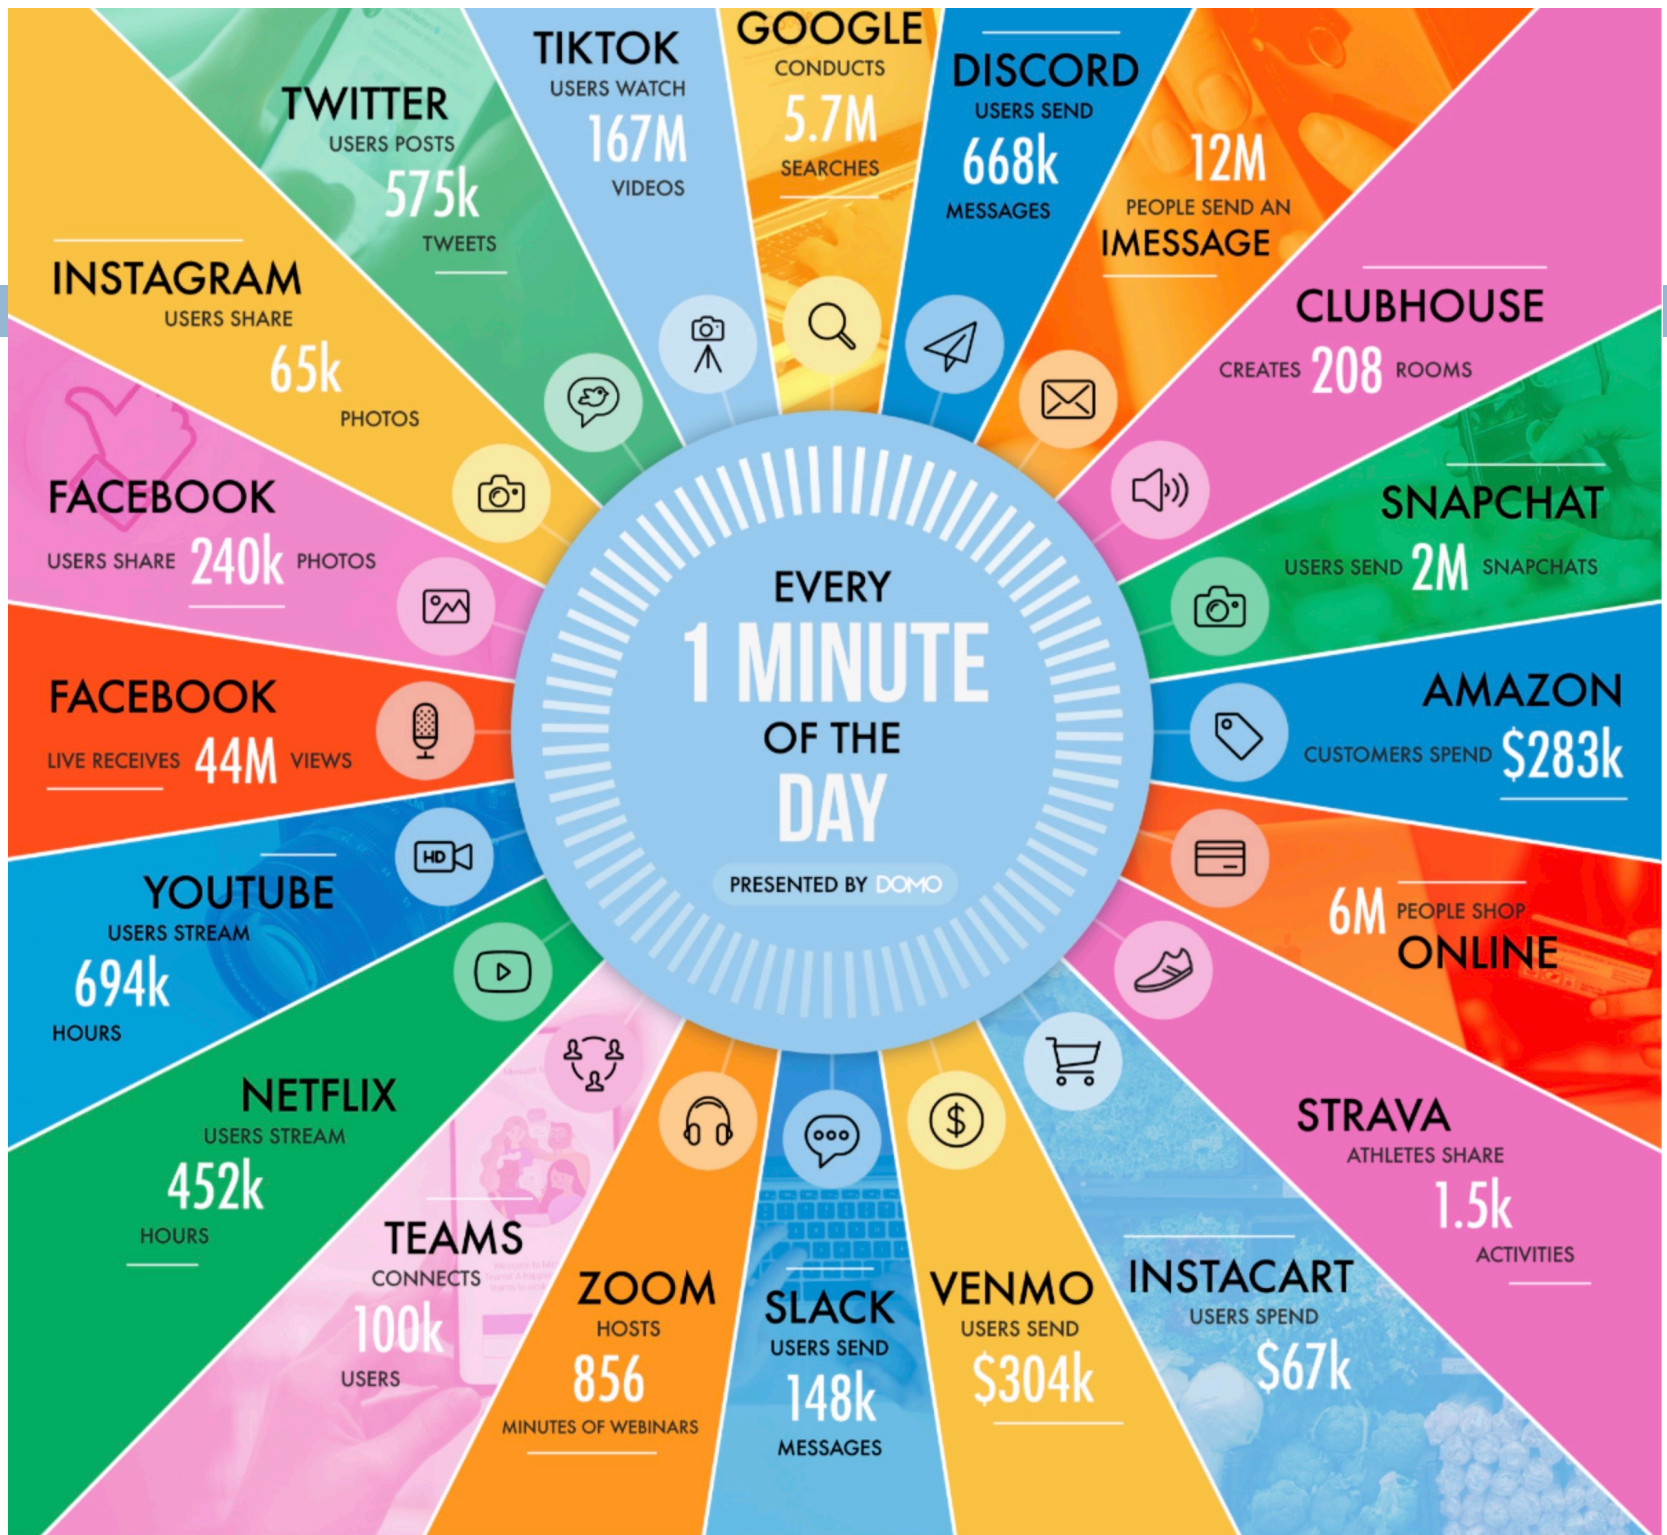 GOOGLE
CONDUCTS
5.7M
SEARCHES
DISCORD
USERS SEND
668k
MESSAGES
12M
PEOPLE SEND AN
IMESSAGE
CLUBHOUSE
CREATES 208 ROOMS
SNAPCHAT
USERS SEND 2M SNAPCHATS
AMAZON
CUSTOMERS SPEND $283k
6M PEOPLE SHOP
ONLINE
STRAVA
ATHLETES SHARE
1.5k
ACTIVITIES
INSTACART
USERS SPEND
$67k
VENMO
USERS SEND
$304k
SLACK
USERS SEND
148k
MESSAGES
ZOOM
HOSTS
856
MINUTES OF WEBINARS
TEAMS
CONNECTS
100k
USERS
NETFLIX
USERS STREAM
452k
HOURS
YOUTUBE
USERS STREAM
694k
HOURS
HD
FACEBOOK
LIVE RECEIVES 44M VIEWS
FACEBOOK
USERS SHARE 240k PHOTOS
INSTAGRAM
USERS SHARE
65k
PHOTOS
TWITTER
USERS POSTS
575k
TWEETS
TIKTOK
USERS WATCH
167M
VIDEOS
EVERY
1 MINUTE
OF THE
DAY
PRESENTED BY DOMO